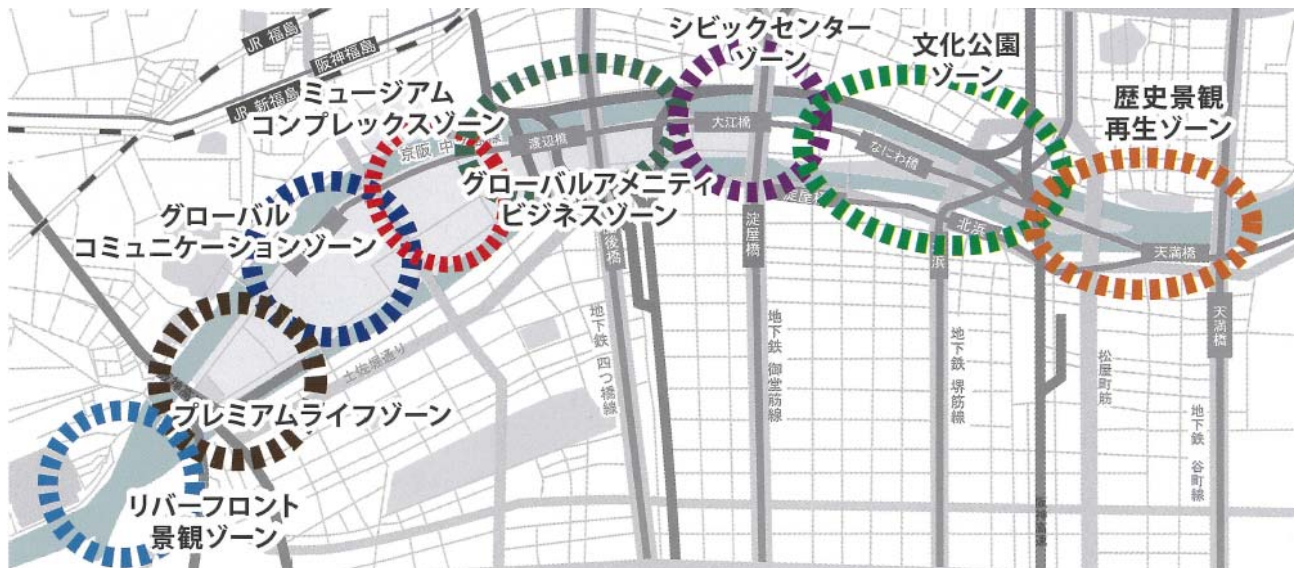 JR 福島
阪神福島
JR 新福島
シビックセンター
ゾーン
文化公園
ゾーン
歴史景観
再生ゾーン
ミュージアム
コンプレックスゾーン
京阪 中
渡辺橋
大江橋
なにわ橋
グローバルアメニティ
ビジネスゾーン
グローバル
コミュニケーションゾーン
淀屋橋
北浜
天満橋
淀屋橋
浜
天満橋
土佐堀通り
地下鉄 四つ橋線
地下鉄 御堂筋線
地下鉄 堺筋線
松屋町筋
地下鉄 谷町線
プレミアムライフゾーン
リバーフロント
景観ゾーン